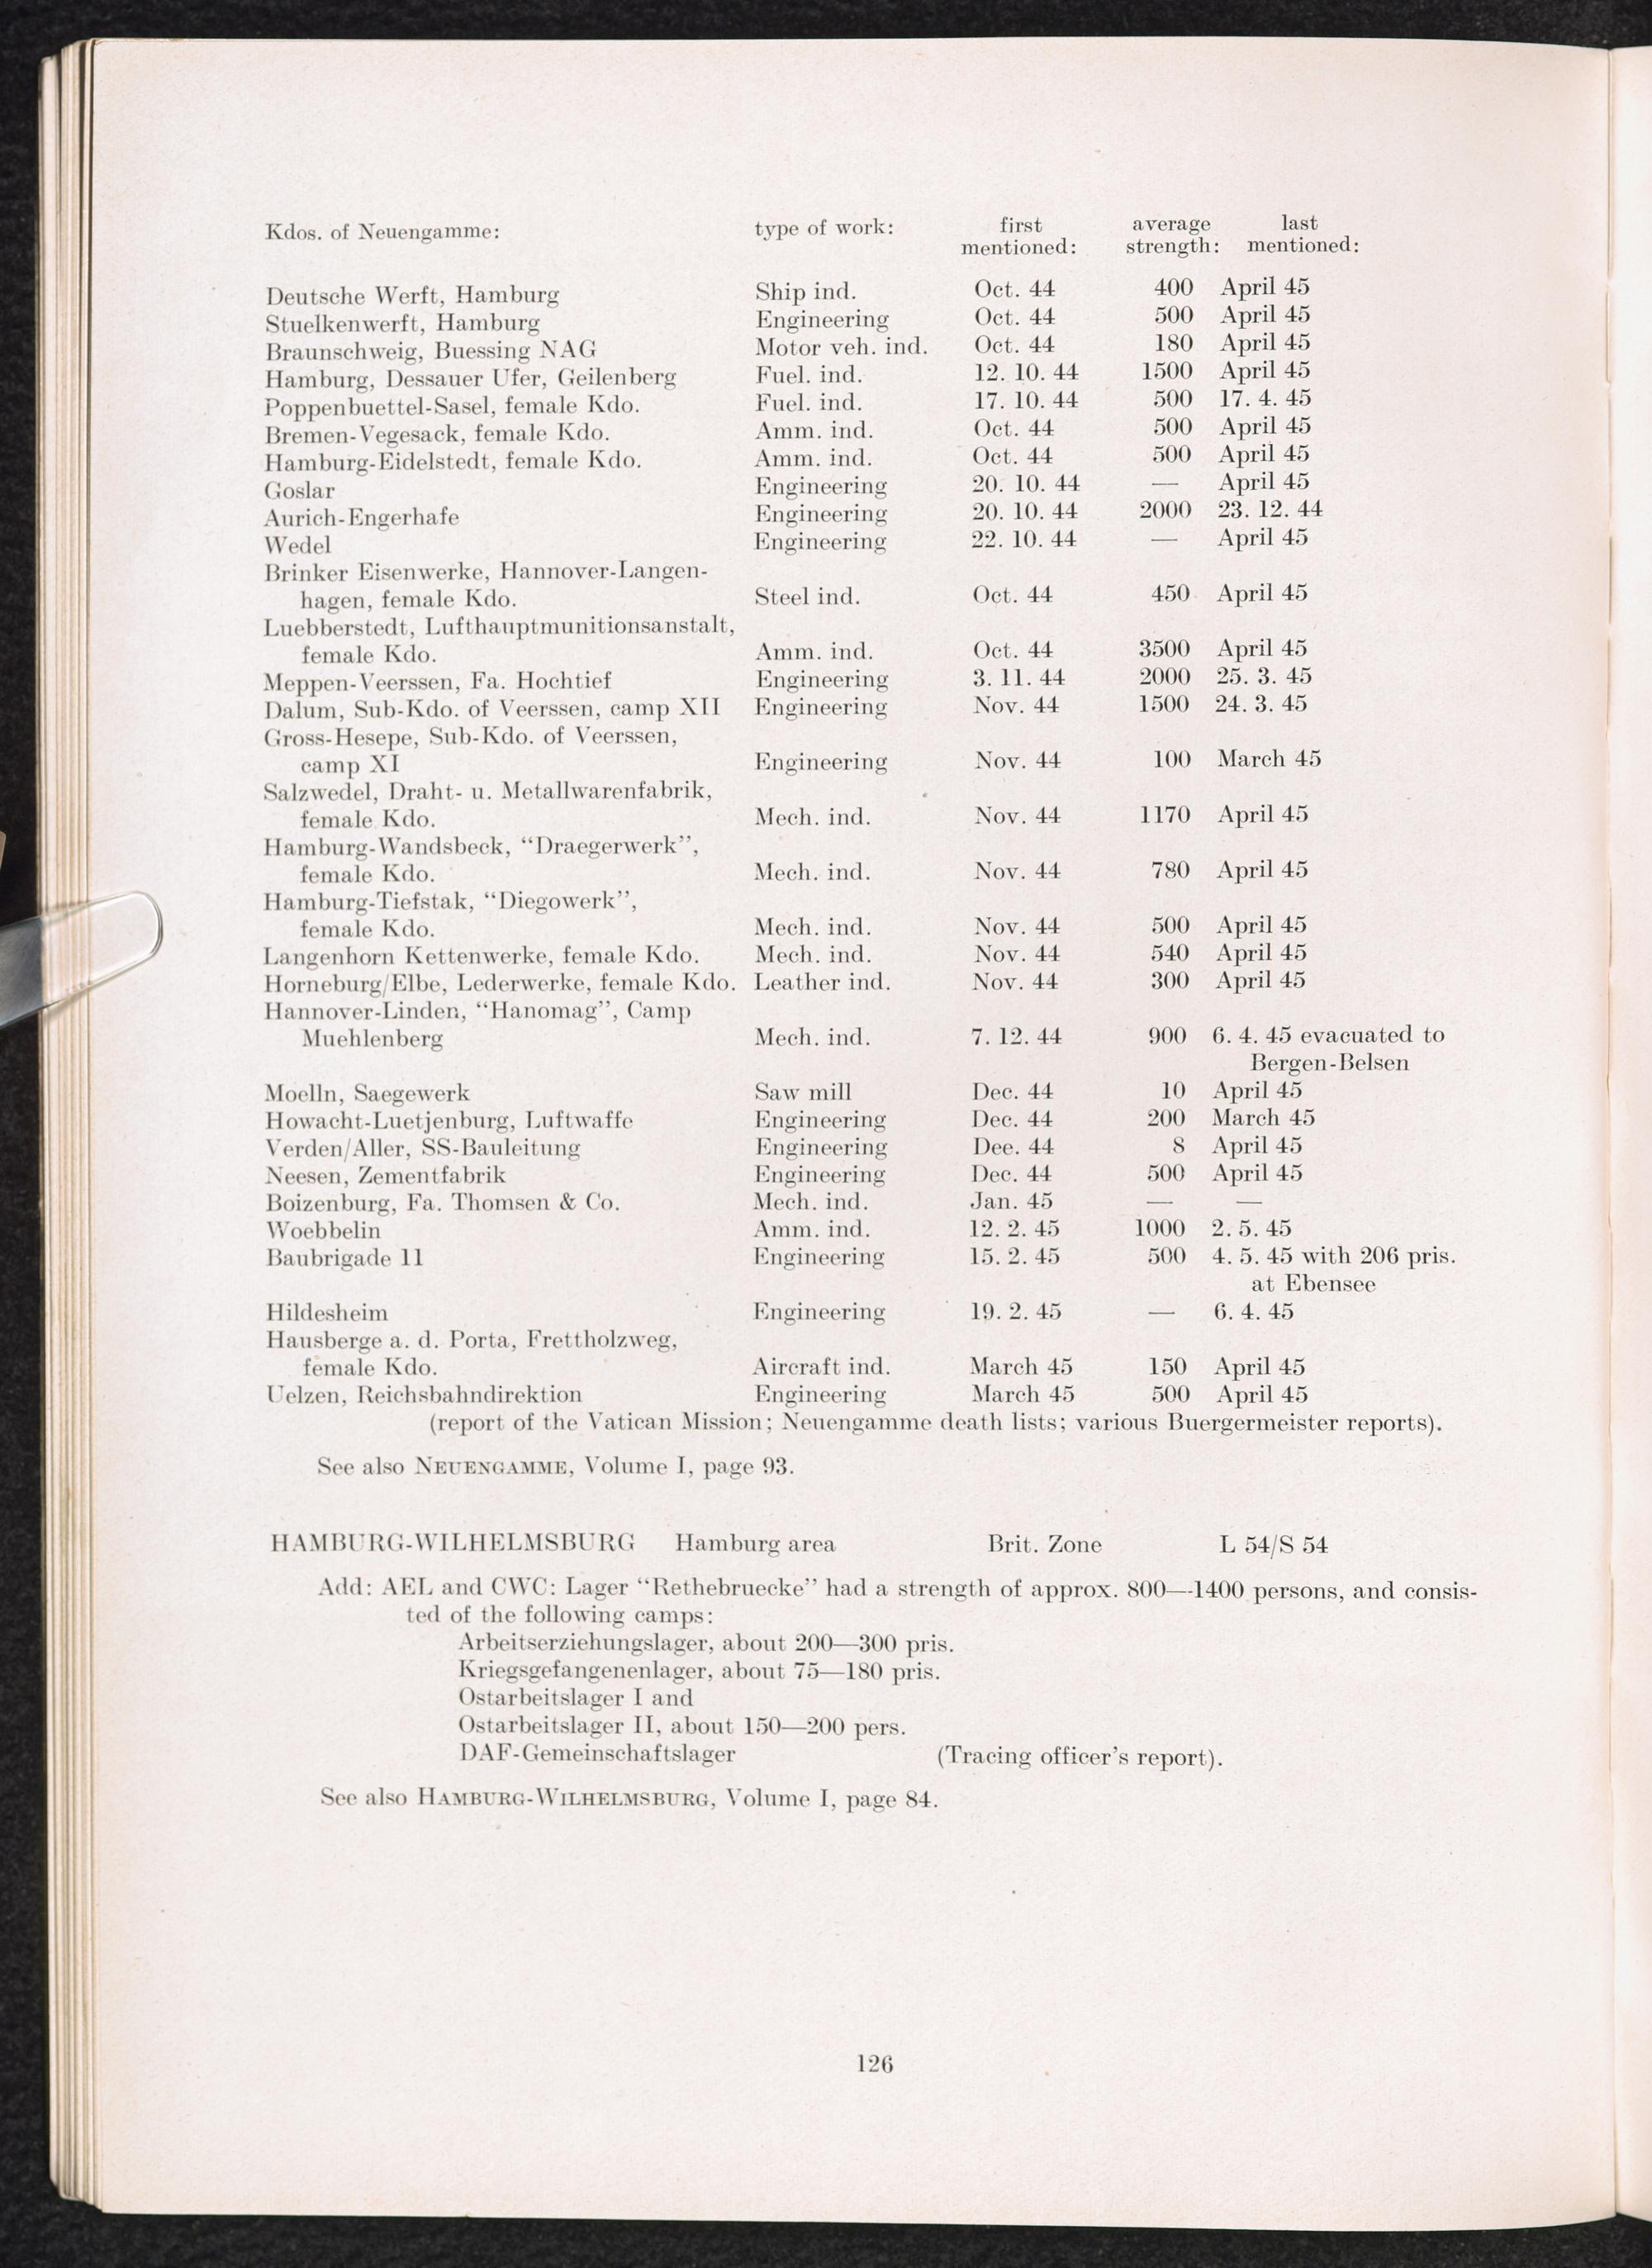 Kdos. of Neuengamme: type of work: first mentioned: average strength: last mentioned:
Deutsche Werft, Hamburg Ship ind. Oct. 44 400 April 45
Stuelkenwerft, Hamburg Engineering Oct. 44 500 April 45
Braunschweig, Buessing NAG Motor veh. ind. Oct. 44 180 April 45
Hamburg, Dessauer Ufer, Geilenberg Fuel. ind. 12. 10. 44 1500 April 45
Poppenbuettel-Sasel, female Kdo. Fuel. ind. 17. 10. 44 500 17. 4. 45
Bremen-Vegesack, female Kdo. Amm. ind. Oct. 44 500 April 45
Hamburg-Eidelstedt, female Kdo. Amm. ind. Oct. 44 500 April 45
Goslar Engineering 20. 10. 44 — April 45
Aurich-Engerhafe Engineering 20. 10. 44 2000 23. 12. 44
Wedel Engineering 22. 10. 44 — April 45
Brinker Eisenwerke, Hannover-Langen-
hagen, female Kdo. Steel ind. Oct. 44 450 April 45
Luebberstedt, Lufthauptmunitionsanstalt,
female Kdo. Amm. ind. Oct. 44 3500 April 45
Meppen-Veerssen, Fa. Hochtief Engineering 3. 11. 44 2000 25. 3. 45
Dalum, Sub-Kdo. of Veerssen, camp XII Engineering Nov. 44 1500 24. 3. 45
Gross-Hesepe, Sub-Kdo. of Veerssen,
camp XI Engineering Nov. 44 100 March 45
Salzwedel, Draht- u. Metallwarenfabrik,
female Kdo. Mech. ind. Nov. 44 1170 April 45
Hamburg-Wandsbeck, “Draegerwerk”,
female Kdo. Mech. ind. Nov. 44 780 April 45
Hamburg-Tiefstak, “Diegowerk”,
female Kdo. Mech. ind. Nov. 44 500 April 45
Langenhorn Kettenwerke, female Kdo. Mech. ind. Nov. 44 540 April 45
Horneburg/Elbe, Lederwerke, female Kdo. Leather ind. Nov. 44 300 April 45
Hannover-Linden, “Hanomag”, Camp
Muehlenberg Mech. ind. 7. 12. 44 900 6. 4. 45 evacuated to
Bergen-Belsen
Moelln, Saegewerk Saw mill Dec. 44 10 April 45
Howacht-Luetjenburg, Luftwaffe Engineering Dec. 44 200 March 45
Verden/Aller, SS-Bauleitung Engineering Dee. 44 8 April 45
Neesen, Zementfabrik Engineering Dec. 44 500 April 45
Boizenburg, Fa. Thomsen & Co. Mech. ind. Jan. 45 — —
Woebbelin Amm. ind. 12. 2. 45 1000 2. 5. 45
Baubrigade 11 Engineering 15. 2. 45 500 4. 5. 45 with 206 pris.
at Ebensee
Hildesheim Engineering 19. 2. 45 — 6. 4. 45
Hausberge a. d. Porta, Frettholzweg,
female Kdo. Aircraft ind. March 45 150 April 45
Uelzen, Reichsbahndirektion Engineering March 45 500 April 45
(report of the Vatican Mission; Neuengamme death lists; various Buergermeister reports).
See also NEUENGAMME, Volume I, page 93.
HAMBURG-WILHELMSBURG Hamburg area Brit. Zone L 54/S 54
Add: AEL and CWC: Lager “Rethebruecke” had a strength of approx. 800—1400 persons, and consis-
ted of the following camps:
Arbeitserziehungslager, about 200—300 pris.
Kriegsgefangenenlager, about 75—180 pris.
Ostarbeitslager I and
Ostarbeitslager II, about 150—200 pers.
DAF-Gemeinschaftslager (Tracing officer’s report).
See also HAMBURG-WILHELMSBURG, Volume I, page 84.
126